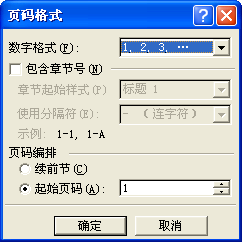 页码格式
数字格式(F): 1、2、3、…
包含章节号(N)
章节起始样式(P) 标题 1
使用分隔符(E): - （连字符）
示例: 1-1, 1-A
页码编排
续前节(C)
起始页码(A): 1
确定 取消